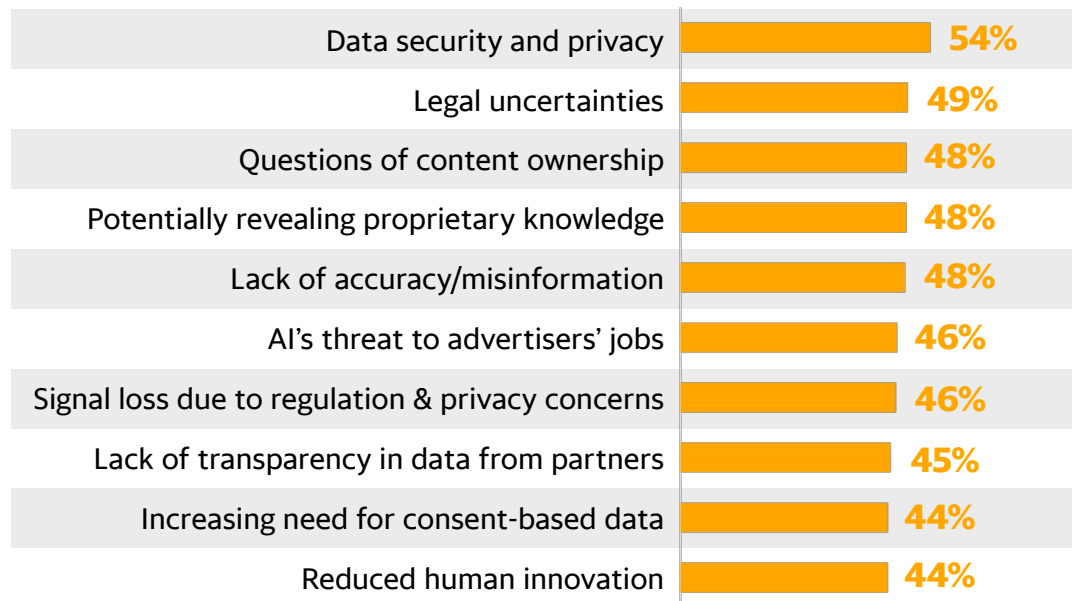 Data security and privacy 54%
Legal uncertainties 49%
Questions of content ownership 48%
Potentially revealing proprietary knowledge 48%
Lack of accuracy/misinformation 48%
AI’s threat to advertisers’ jobs 46%
Signal loss due to regulation & privacy concerns 46%
Lack of transparency in data from partners 45%
Increasing need for consent-based data 44%
Reduced human innovation 44%